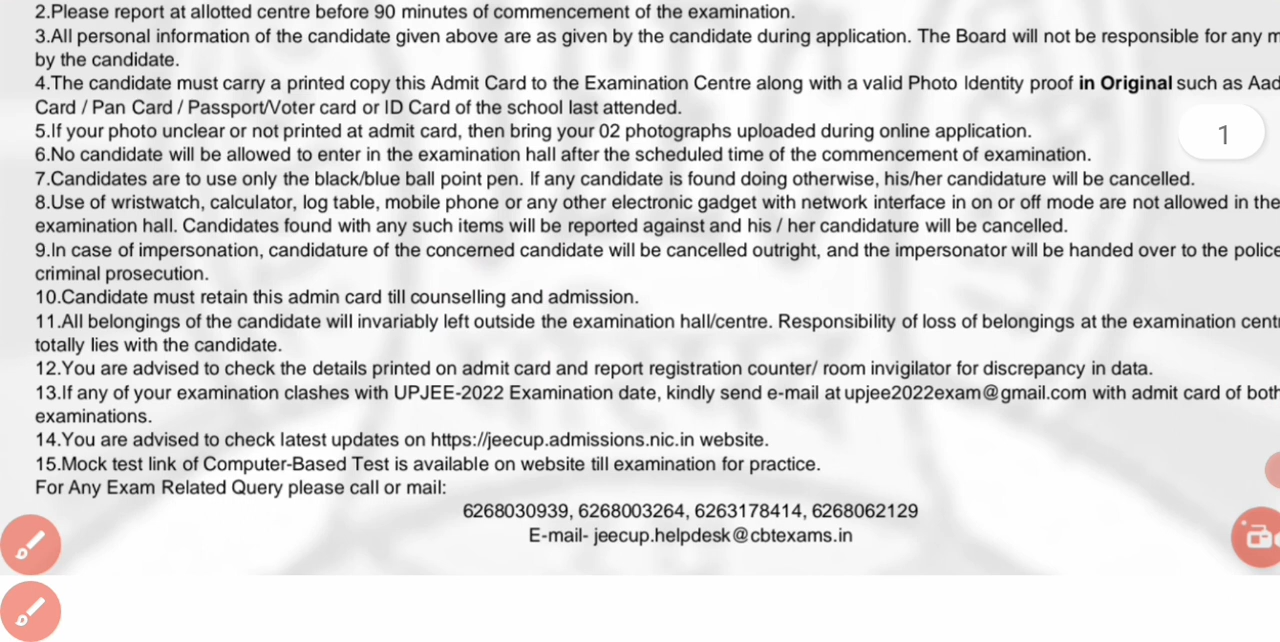 2.Please report at allotted centre before 90 minutes of commencement of the examination.
3.All personal information of the candidate given above are as given by the candidate during application. The Board will not be responsible for any
by the candidate.
4.The candidate must carry a printed copy this Admit Card to the Examination Centre along with a valid Photo Identity proof in Original such as
Card / Pan Card / Passport/Voter card or ID Card of the school last attended.
5.If your photo unclear or not printed at admit card, then bring your 02 photographs uploaded during online application.
1
6.No candidate will be allowed to enter in the examination hall after the scheduled time of the commencement of examination.
7.Candidates are to use only the black/blue ball point pen. If any candidate is found doing otherwise, his/her candidature will be cancelled.
8.Use of wristwatch, calculator, log table, mobile phone or any other electronic gadget with network interface in on or off mode are not allowed in the
examination hall. Candidates found with any such items will be reported against and his / her candidature will be cancelled.
9.In case of impersonation, candidature of the concerned candidate will be cancelled outright, and the impersonator will be handed over to the police
criminal prosecution.
10.Candidate must retain this admin card till counselling and admission.
11.All belongings of the candidate will invariably left outside the examination hall/centre. Responsibility of loss of belongings at the examination
totally lies with the candidate.
12.You are advised to check the details printed on admit card and report registration counter/ room invigilator for discrepancy in data.
13.If any of your examination clashes with UPJEE-2022 Examination date, kindly send e-mail at upjee2022exam@gmail.com with admit card of both
examinations.
14.You are advised to check latest updates on https://jeecup.admissions.nic.in website.
15.Mock test link of Computer-Based Test is available on website till examination for practice.
For Any Exam Related Query please call or mail:
6268030939, 6268003264, 6263178414, 6268062129
E-mail- jeecup.helpdesk@cbtexams.in